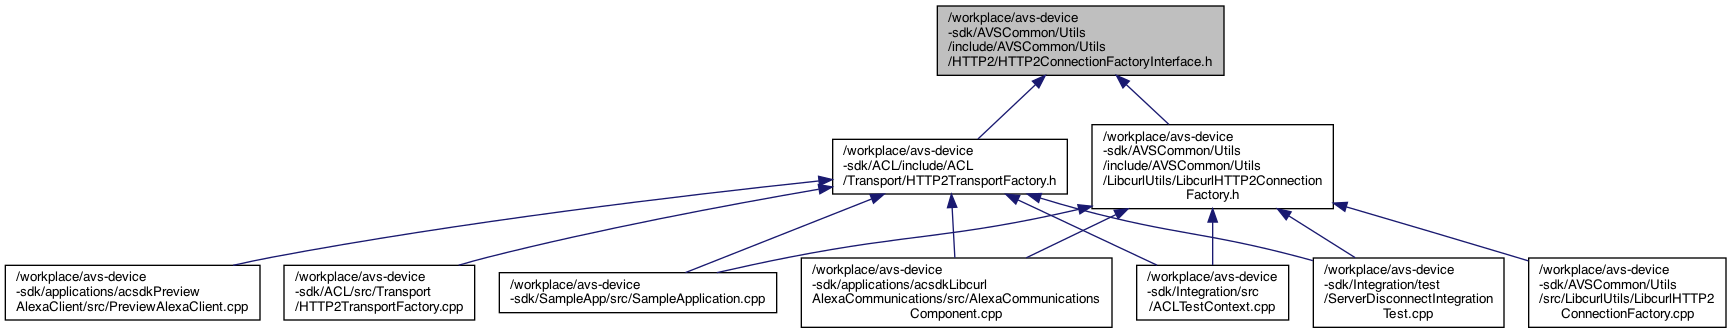 /workplace/avs-device
-sdk/AVSCommon/Utils
/include/AVSCommon/Utils
/HTTP2/HTTP2ConnectionFactoryInterface.h
/workplace/avs-device
-sdk/ACL/include/ACL
/Transport/HTTP2TransportFactory.h
/workplace/avs-device
-sdk/AVSCommon/Utils
/include/AVSCommon/Utils
/LibcurlUtils/LibcurlHTTP2Connection
Factory.h
/workplace/avs-device
-sdk/applications/acsdkPreview
AlexaClient/src/PreviewAlexaClient.cpp
/workplace/avs-device
-sdk/ACL/src/Transport
/HTTP2TransportFactory.cpp
/workplace/avs-device
-sdk/SampleApp/src/SampleApplication.cpp
/workplace/avs-device
-sdk/applications/acsdkLibcurl
AlexaCommunications/src/AlexaCommunications
Component.cpp
/workplace/avs-device
-sdk/Integration/src
/ACLTestContext.cpp
/workplace/avs-device
-sdk/Integration/test
/ServerDisconnectIntegration
Test.cpp
/workplace/avs-device
-sdk/AVSCommon/Utils
/src/LibcurlUtils/LibcurlHTTP2
ConnectionFactory.cpp